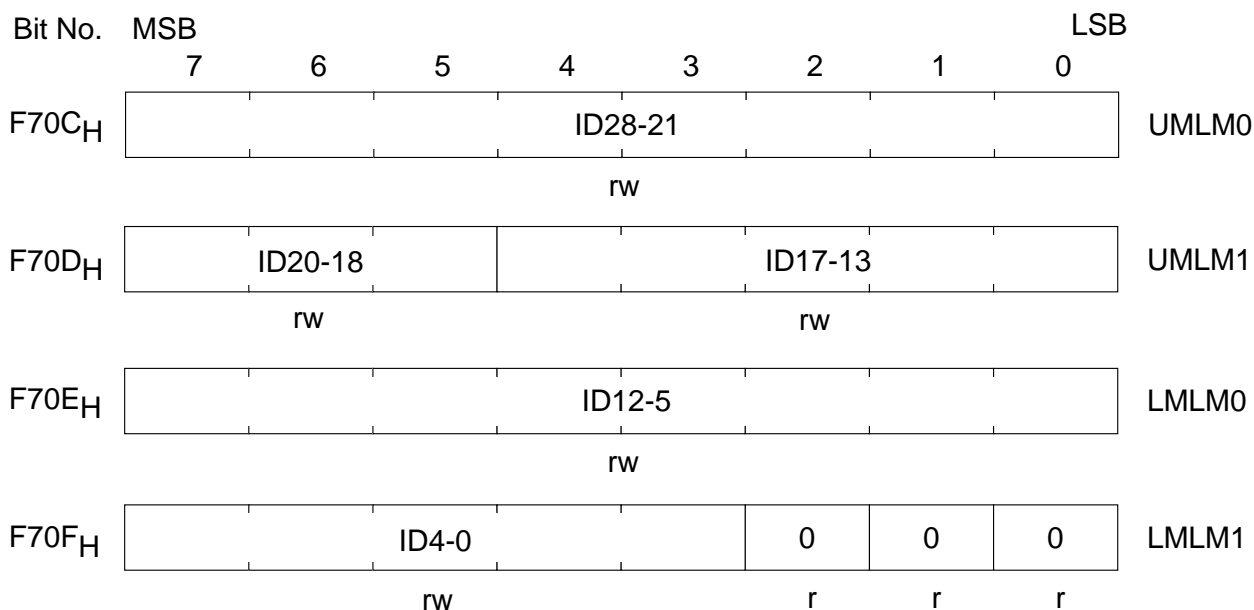 Bit No. MSB LSB
7 6 5 4 3 2 1 0
F70CH ID28-21 UMLM0
rw
F70DH ID20-18 ID17-13 UMLM1
rw rw
F70EH ID12-5 LMLM0
rw
F70FH ID4-0 0 0 0 LMLM1
rw r r r